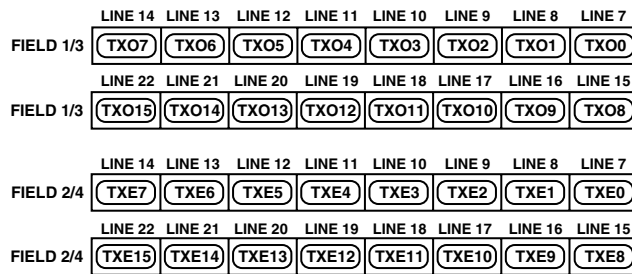 LINE 14 LINE 13 LINE 12 LINE 11 LINE 10 LINE 9 LINE 8 LINE 7
FIELD 1/3 TXO7 TXO6 TXO5 TXO4 TXO3 TXO2 TXO1 TXO0
LINE 22 LINE 21 LINE 20 LINE 19 LINE 18 LINE 17 LINE 16 LINE 15
FIELD 1/3 TXO15 TXO14 TXO13 TXO12 TXO11 TXO10 TXO9 TXO8
LINE 14 LINE 13 LINE 12 LINE 11 LINE 10 LINE 9 LINE 8 LINE 7
FIELD 2/4 TXE7 TXE6 TXE5 TXE4 TXE3 TXE2 TXE1 TXE0
LINE 22 LINE 21 LINE 20 LINE 19 LINE 18 LINE 17 LINE 16 LINE 15
FIELD 2/4 TXE15 TXE14 TXE13 TXE12 TXE11 TXE10 TXE9 TXE8